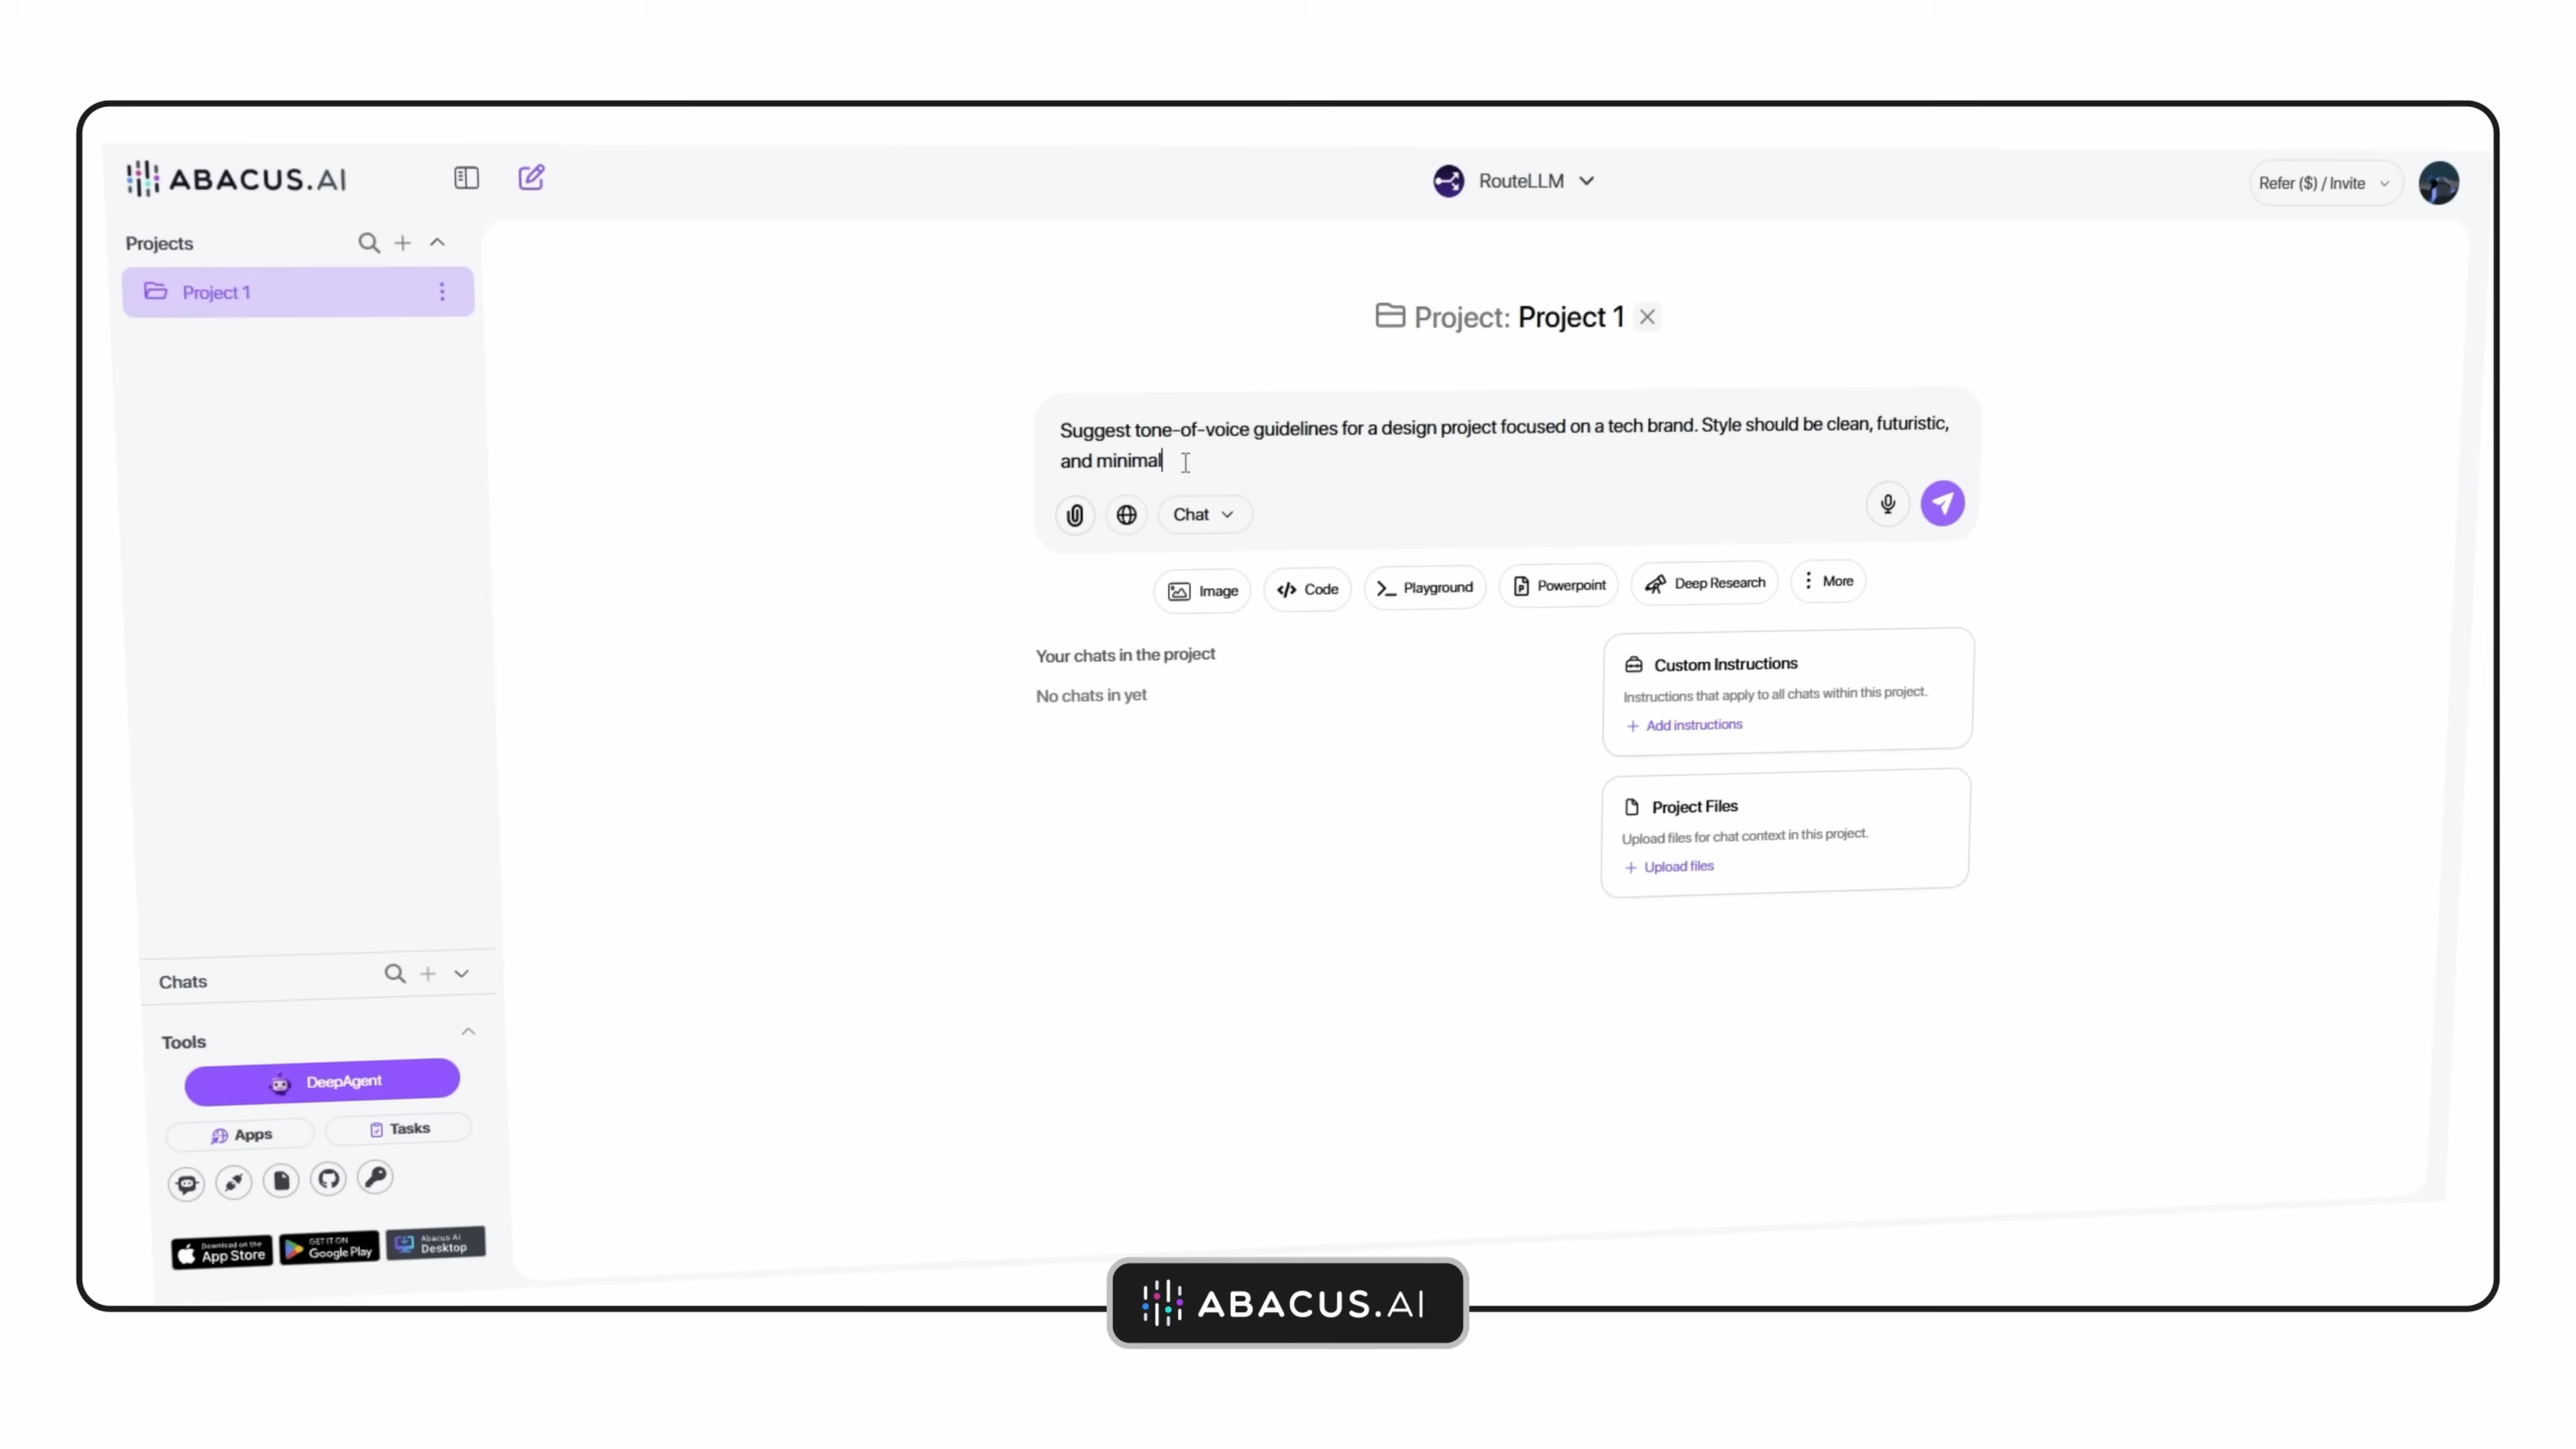 ABACUS.AI
RouteLLM
Refer ($) / Invite
Projects
Project 1
Project: Project 1
Suggest tone-of-voice guidelines for a design project focused on a tech brand. Style should be clean, futuristic,
and minimal
Chat
Image
Code
Playground
Powerpoint
Deep Research
More
Your chats in the project
No chats in yet
Custom Instructions
Instructions that apply to all chats within this project.
+ Add instructions
Project Files
Upload files for chat context in this project.
+ Upload files
Chats
Tools
DeepAgent
Apps
Tasks
Download on the
App Store
GET IT ON
Google Play
Abacus AI
Desktop
ABACUS.AI